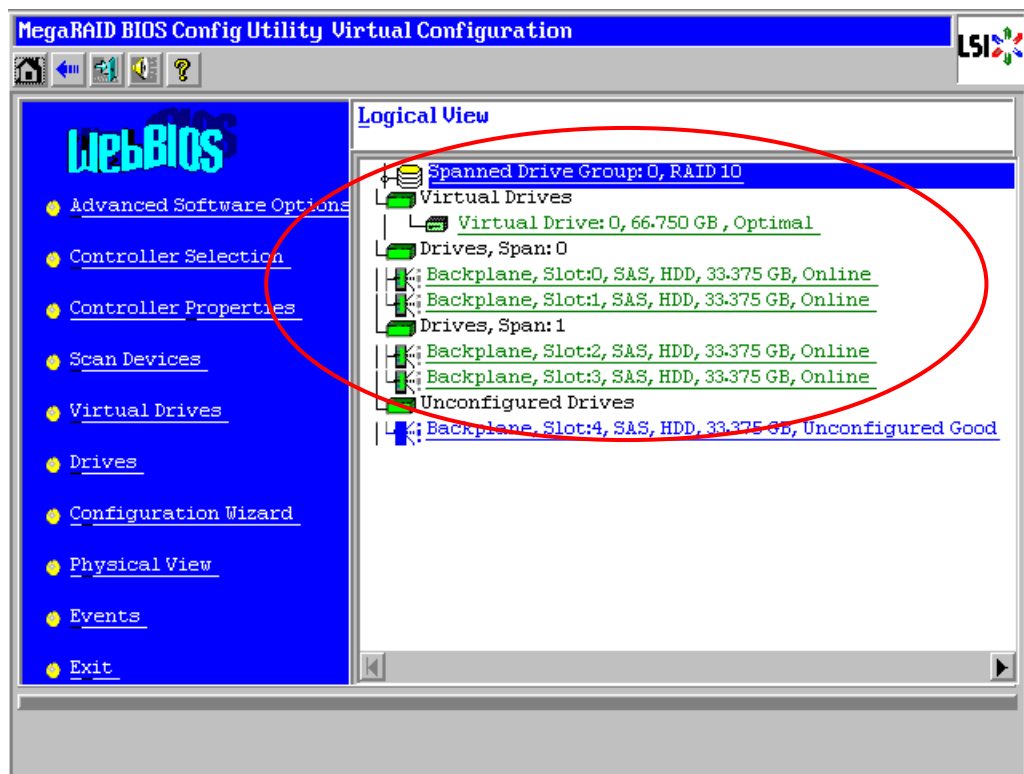 MegaRAID BIOS Config Utility Virtual Configuration
LSI
?
WebBIOS
Advanced Software Options
Controller Selection
Controller Properties
Scan Devices
Virtual Drives
Drives
Configuration Wizard
Physical View
Events
Exit
Logical View
Spanned Drive Group: 0, RAID 10
Virtual Drives
Virtual Drive: 0, 66.750 GB , Optimal
Drives, Span: 0
Backplane, Slot:0, SAS, HDD, 33.375 GB, Online
Backplane, Slot:1, SAS, HDD, 33.375 GB, Online
Drives, Span: 1
Backplane, Slot:2, SAS, HDD, 33.375 GB, Online
Backplane, Slot:3, SAS, HDD, 33.375 GB, Online
Unconfigured Drives
Backplane, Slot:4, SAS, HDD, 33.375 GB, Unconfigured Good